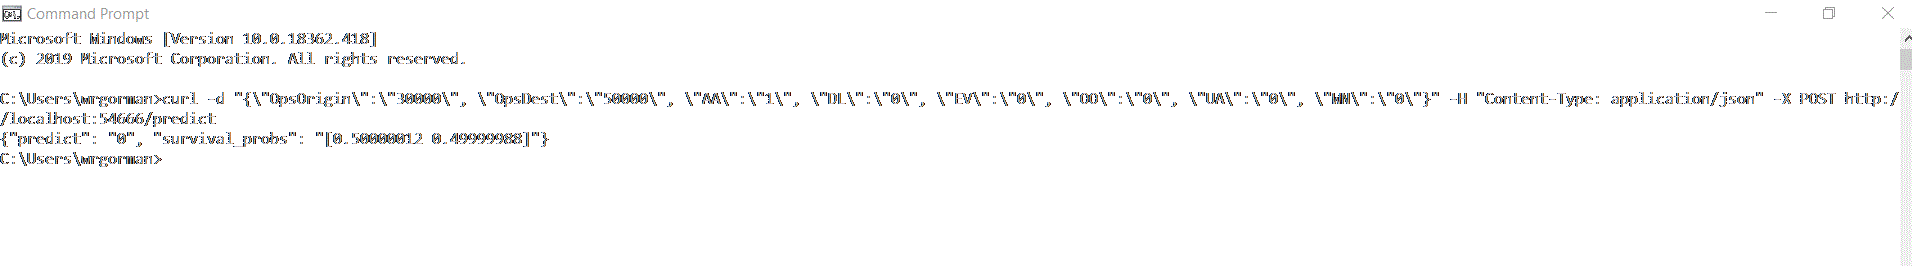 Command Prompt
Microsoft Windows [Version 10.0.18362.418]
(c) 2019 Microsoft Corporation. All rights reserved.
C:\Users\wrgorman>curl -d "{\"OpsOrigin\":\"30000\", \"OpsDest\":\"50000\", \"AA\":\"1\", \"DL\":\"0\", \"EV\":\"0\", \"OO\":\"0\", \"UA\":\"0\", \"WN\":\"0\"}" -H "Content-Type: application/json" -X POST http:/
/localhost:54666/predict
{"predict": "0", "survival_probs": "[0.50000012 0.49999988]"}
C:\Users\wrgorman>